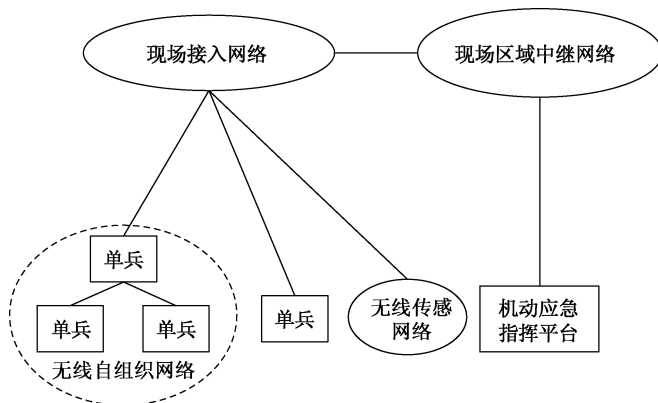 现场接入网络
现场区域中继网络
单兵
单兵
单兵
无线自组织网络
单兵
无线传感
网络
机动应急
指挥平台